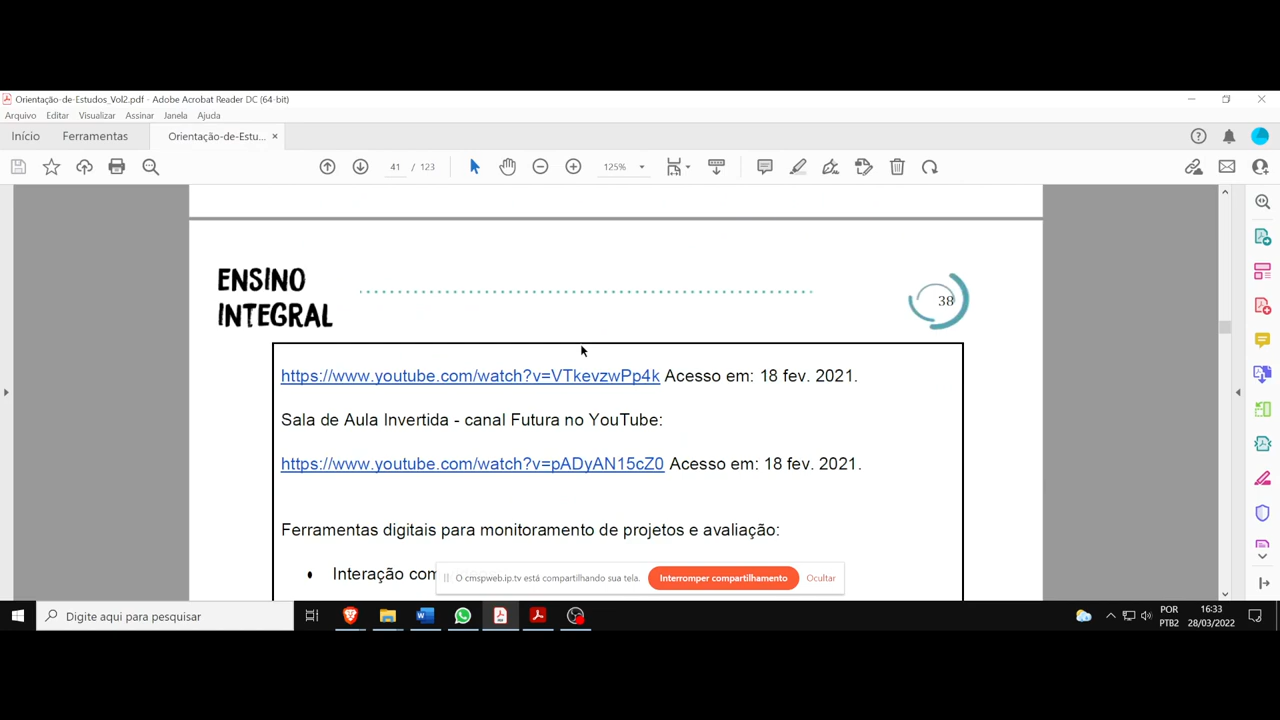 Orientação-de-Estudos_Vol2.pdf - Adobe Acrobat Reader DC (64-bit)
Arquivo Editar Visualizar Assinar Janela Ajuda
Início Ferramentas Orientação-de-Estu... ×
41 / 123 125%
ENSINO
INTEGRAL
38
https://www.youtube.com/watch?v=VTkevzwPp4k Acesso em: 18 fev. 2021.
Sala de Aula Invertida - canal Futura no YouTube:
https://www.youtube.com/watch?v=pADyAN15cZ0 Acesso em: 18 fev. 2021.
Ferramentas digitais para monitoramento de projetos e avaliação:
• Interação com
O cmspweb.ip.tv está compartilhando sua tela. Interromper compartilhamento Ocultar
Digite aqui para pesquisar
POR 16:33
PTB2 28/03/2022